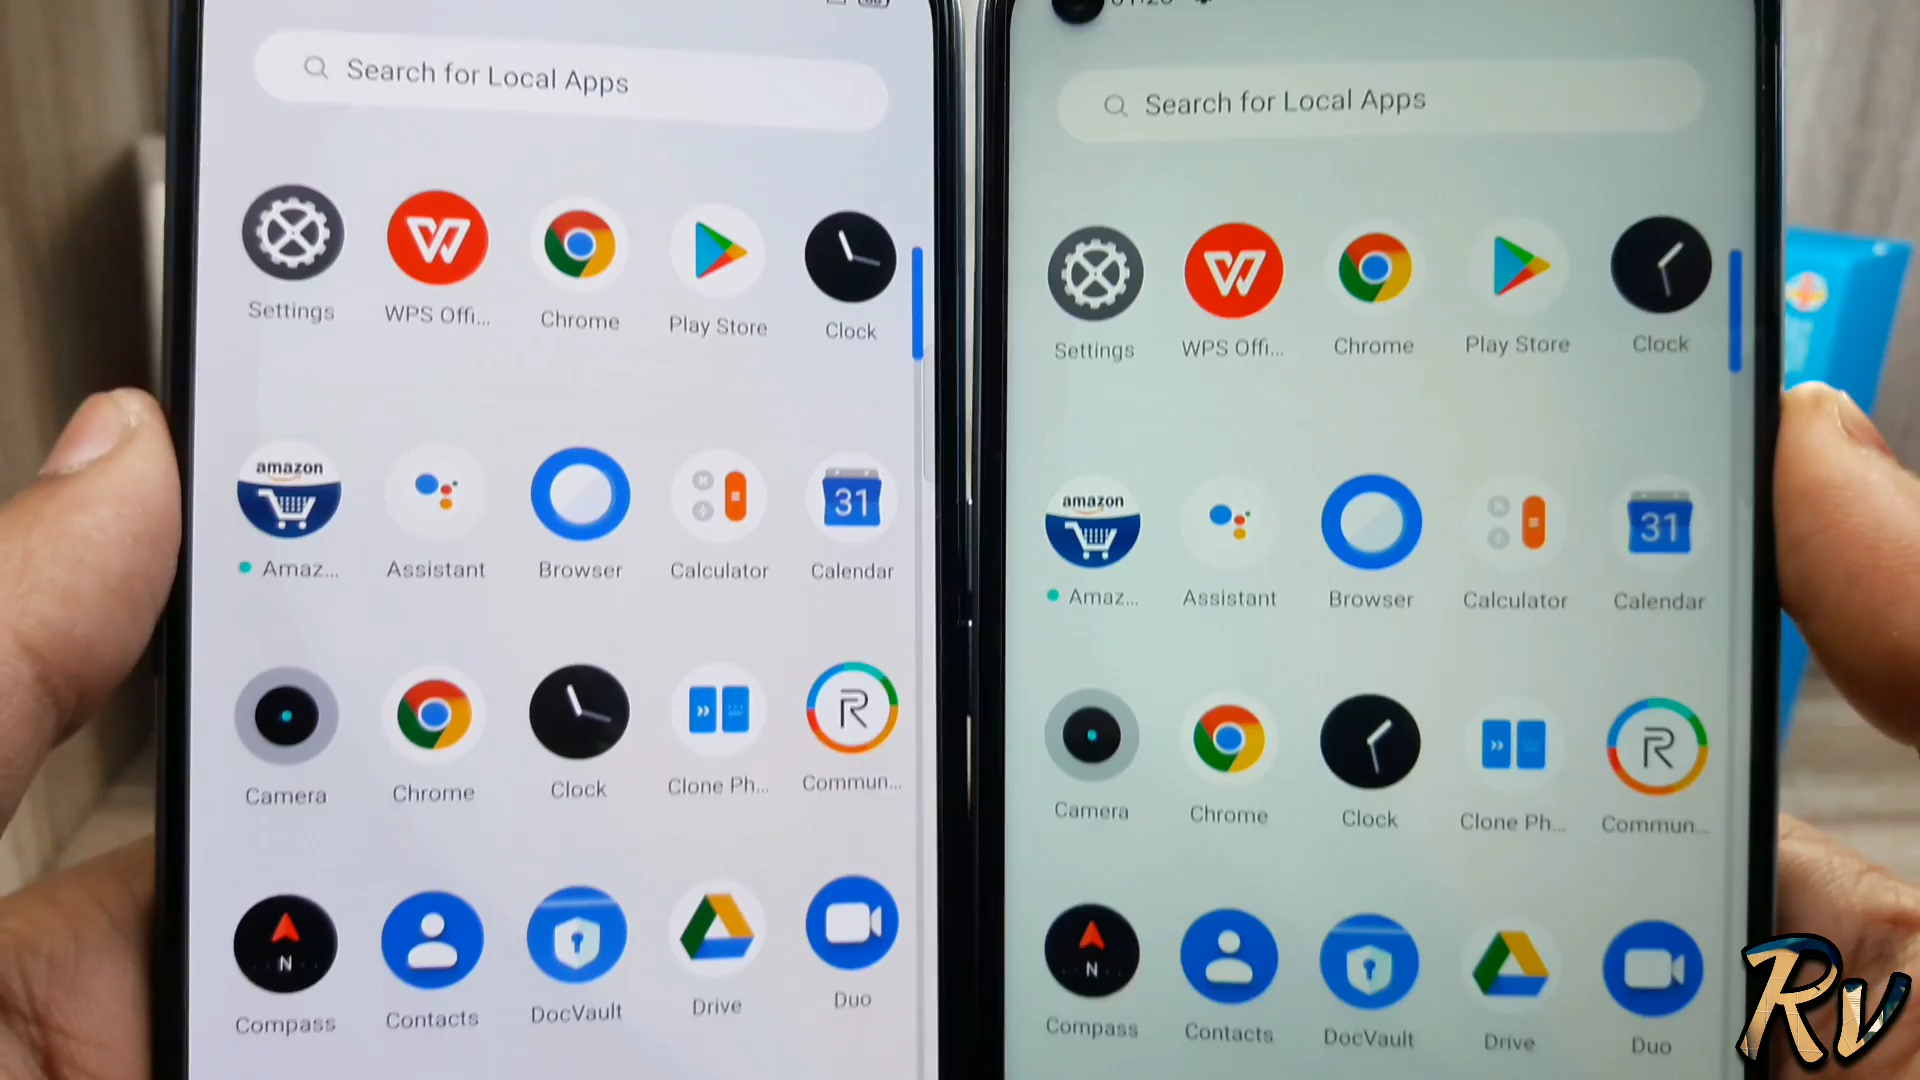 Search for Local Apps
Settings
WPS Offi...
Chrome
Play Store
Clock
amazon
31
Amaz...
Assistant
Browser
Calculator
Calendar
R
Camera
Chrome
Clock
Clone Ph...
Commun...
N
Compass
Contacts
DocVault
Drive
Duo
Search for Local Apps
Settings
WPS Offi...
Chrome
Play Store
Clock
amazon
31
Amaz...
Assistant
Browser
Calculator
Calendar
R
Camera
Chrome
Clock
Clone Ph...
Commun...
N
Compass
Contacts
DocVault
Drive
Duo
Rv